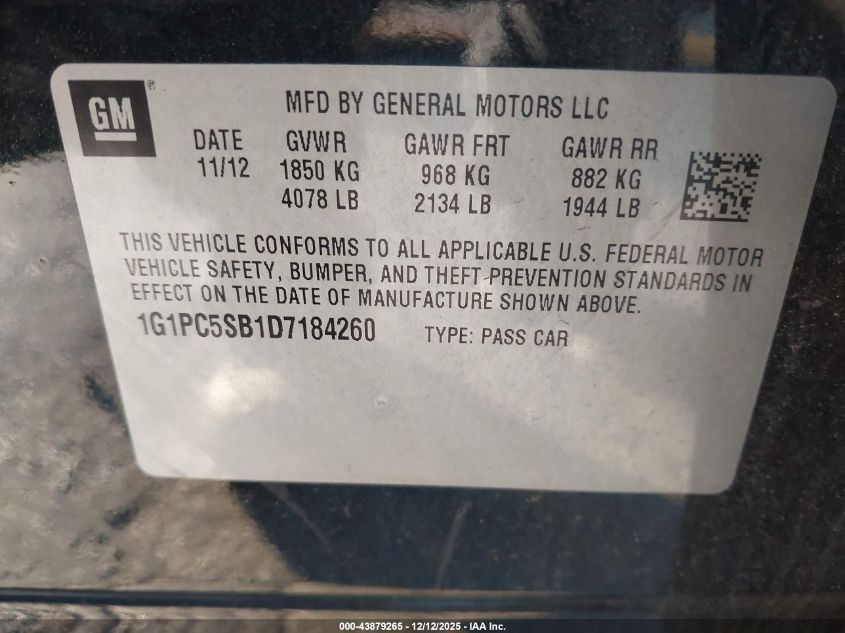 GM®
MFD BY GENERAL MOTORS LLC
DATE GVWR GAWR FRT GAWR RR
11/12 1850 KG 968 KG 882 KG
4078 LB 2134 LB 1944 LB
THIS VEHICLE CONFORMS TO ALL APPLICABLE U.S. FEDERAL MOTOR
VEHICLE SAFETY, BUMPER, AND THEFT PREVENTION STANDARDS IN
EFFECT ON THE DATE OF MANUFACTURE SHOWN ABOVE.
1G1PC5SB1D7184260 TYPE: PASS CAR
000-43879265 - 12/12/2025 - IAA Inc.